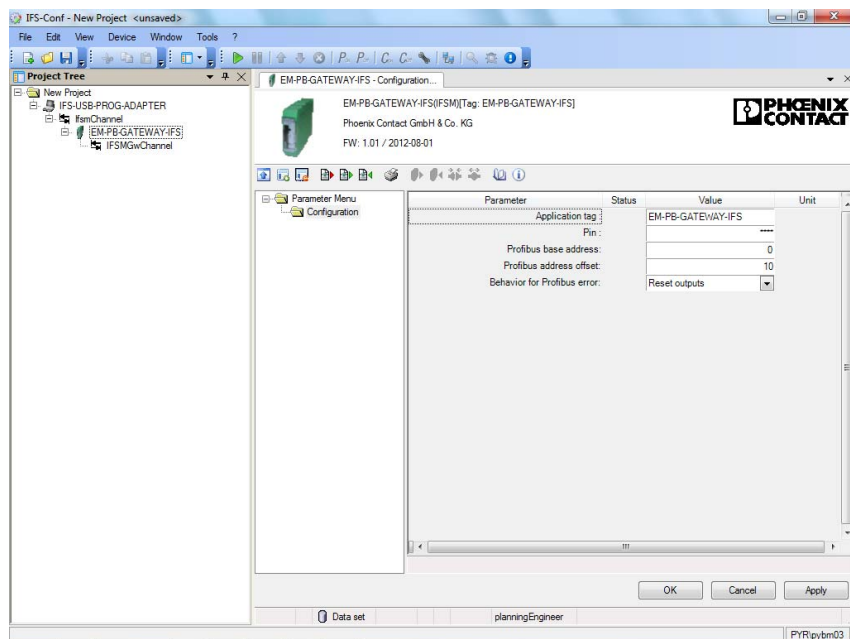 IFS-Conf - New Project <unsaved>
File Edit View Device Window Tools ?
Project Tree
New Project
IFS-USB-PROG-ADAPTER
IfsmChannel
EM-PB-GATEWAY-IFS
IFSMGwChannel
EM-PB-GATEWAY-IFS - Configuration...
EM-PB-GATEWAY-IFS(IFSM)[Tag: EM-PB-GATEWAY-IFS]
Phoenix Contact GmbH & Co. KG
FW: 1.01 / 2012-08-01
PHŒNIX
CONTACT
Parameter Menu
Configuration
Parameter Status Value Unit
Application tag : EM-PB-GATEWAY-IFS
Pin : ****
Profibus base address: 0
Profibus address offset: 10
Behavior for Profibus error: Reset outputs
OK Cancel Apply
Data set planningEngineer
PYR\pybm03